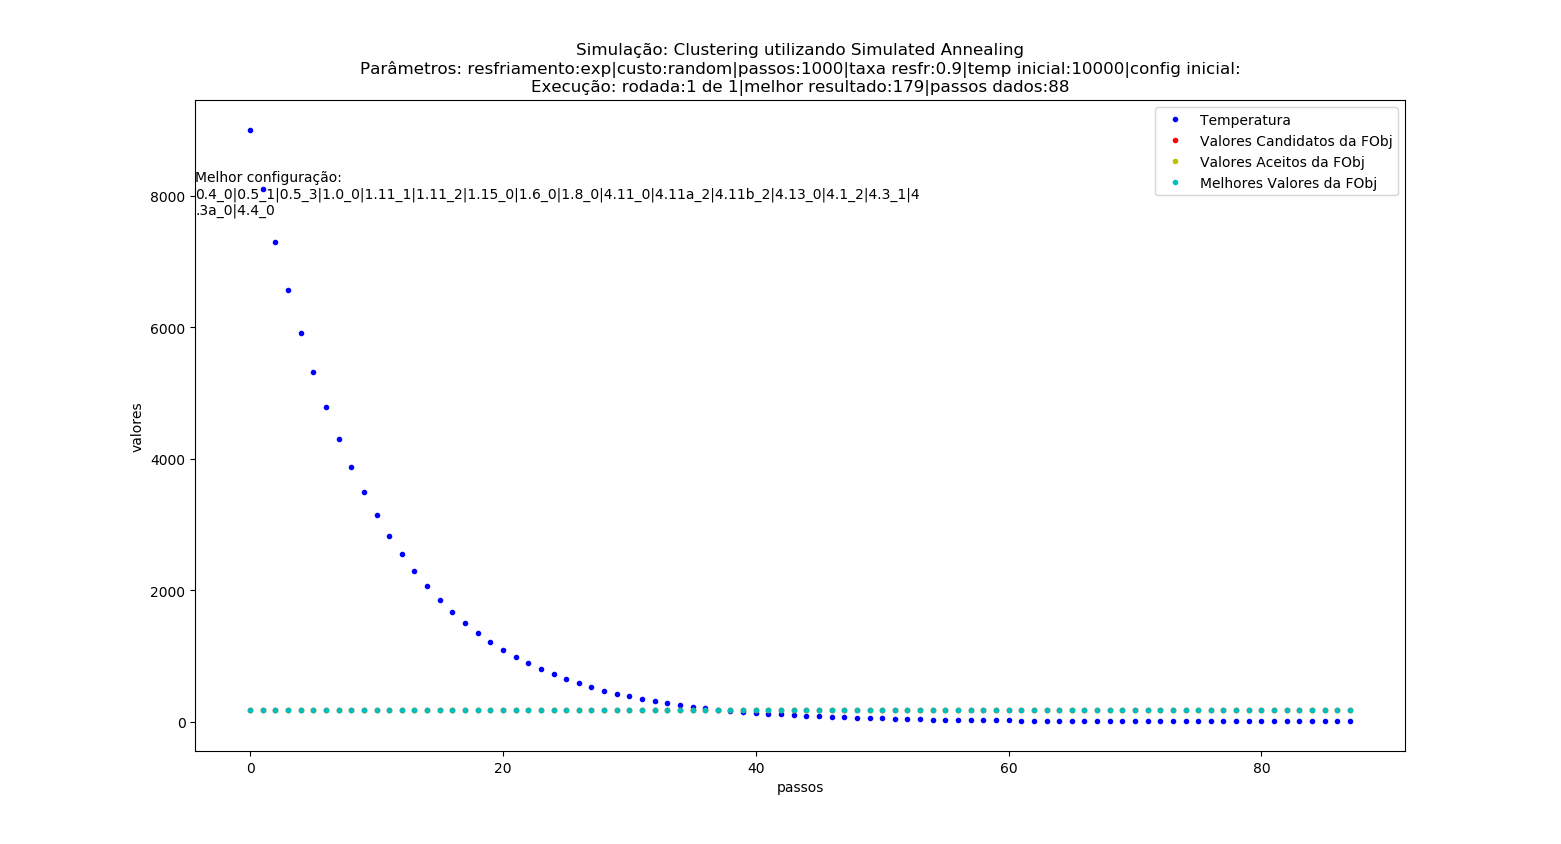 Simulação: Clustering utilizando Simulated Annealing
Parâmetros: resfriamento:exp|custo:random|passos:1000|taxa resfr:0.9|temp inicial:10000|config inicial:
Execução: rodada:1 de 1|melhor resultado:179|passos dados:88
Temperatura
Valores Candidatos da FObj
Valores Aceitos da FObj
Melhores Valores da FObj
Melhor configuração:
0.4_0|0.5_1|0.5_3|1.0_0|1.11_1|1.11_2|1.15_0|1.6_0|1.8_0|4.11_0|4.11a_2|4.11b_2|4.13_0|4.1_2|4.3_1|4
.3a_0|4.4_0
valores
8000
6000
4000
2000
0
0
20
40
60
80
passos